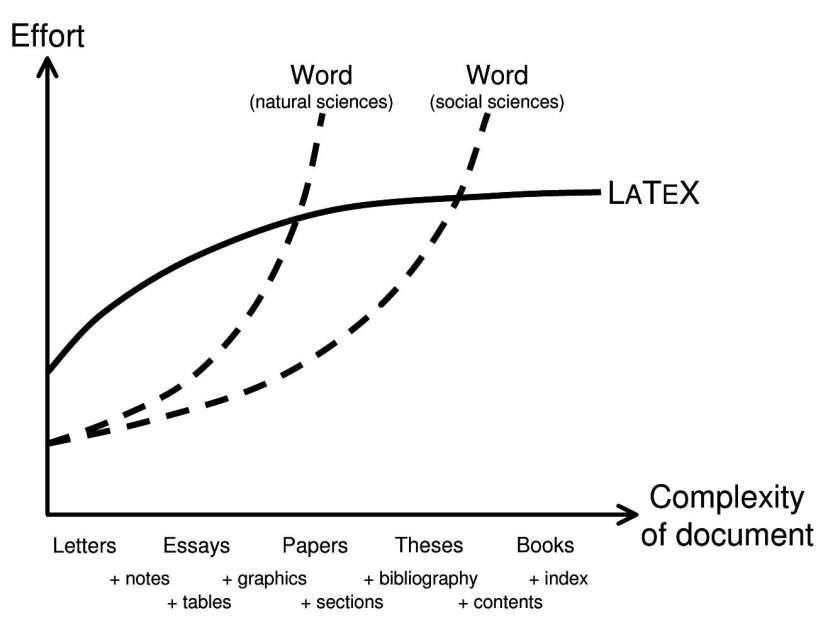 Effort
Word
(natural sciences)
Word
(social sciences)
LATEX
Complexity
of document
Letters
Essays
Papers
Theses
Books
+ notes
+ graphics
+ bibliography
+ index
+ tables
+ sections
+ contents